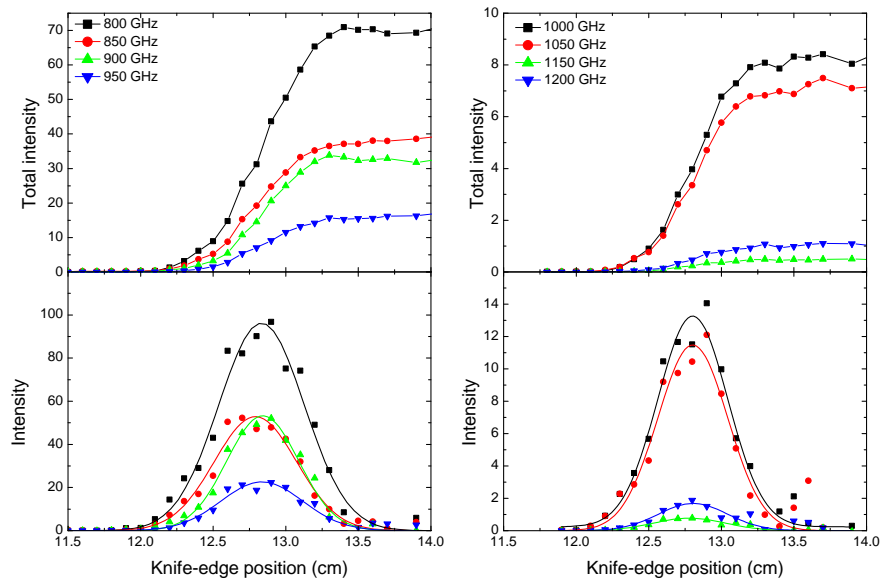 800 GHz
850 GHz
900 GHz
950 GHz
Total intensity
70
60
50
40
30
20
10
0
1000 GHz
1050 GHz
1150 GHz
1200 GHz
Total intensity
10
8
6
4
2
0
Intensity
100
80
60
40
20
0
11.5 12.0 12.5 13.0 13.5 14.0
Knife-edge position (cm)
Intensity
14
12
10
8
6
4
2
0
11.5 12.0 12.5 13.0 13.5 14.0
Knife-edge position (cm)